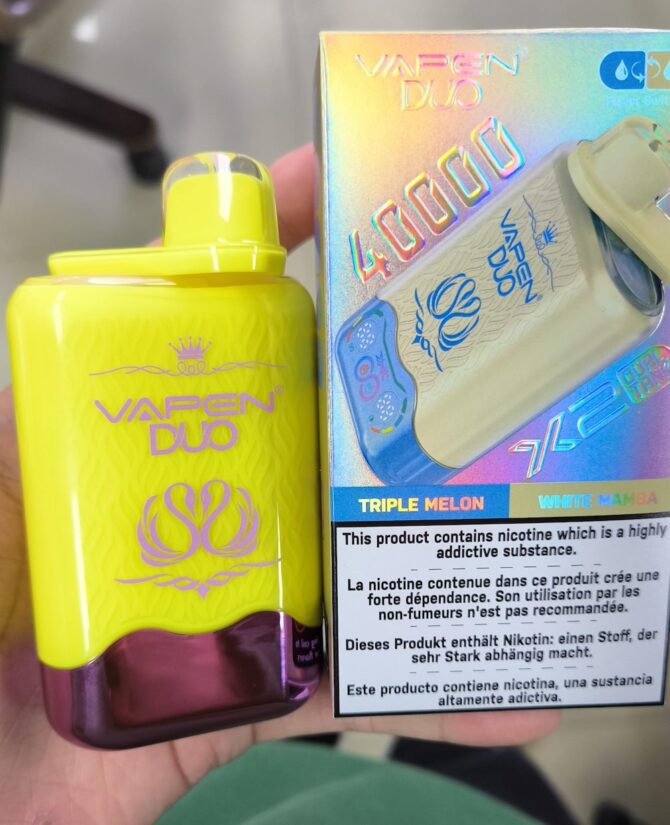 VAPEN®
DUO
VAPEN
DUO
40000
VAPEN
DUO
X2
TRIPLE MELON
WHITE MAMBA
This product contains nicotine which is a highly
addictive substance.
La nicotine contenue dans ce produit crée une
forte dépendance. Son utilisation par les
non-fumeurs n'est pas recommandée.
Dieses Produkt enthält Nikotin: einen Stoff, der
sehr Stark abhängig macht.
Este producto contiene nicotina, una sustancia
altamente adictiva.